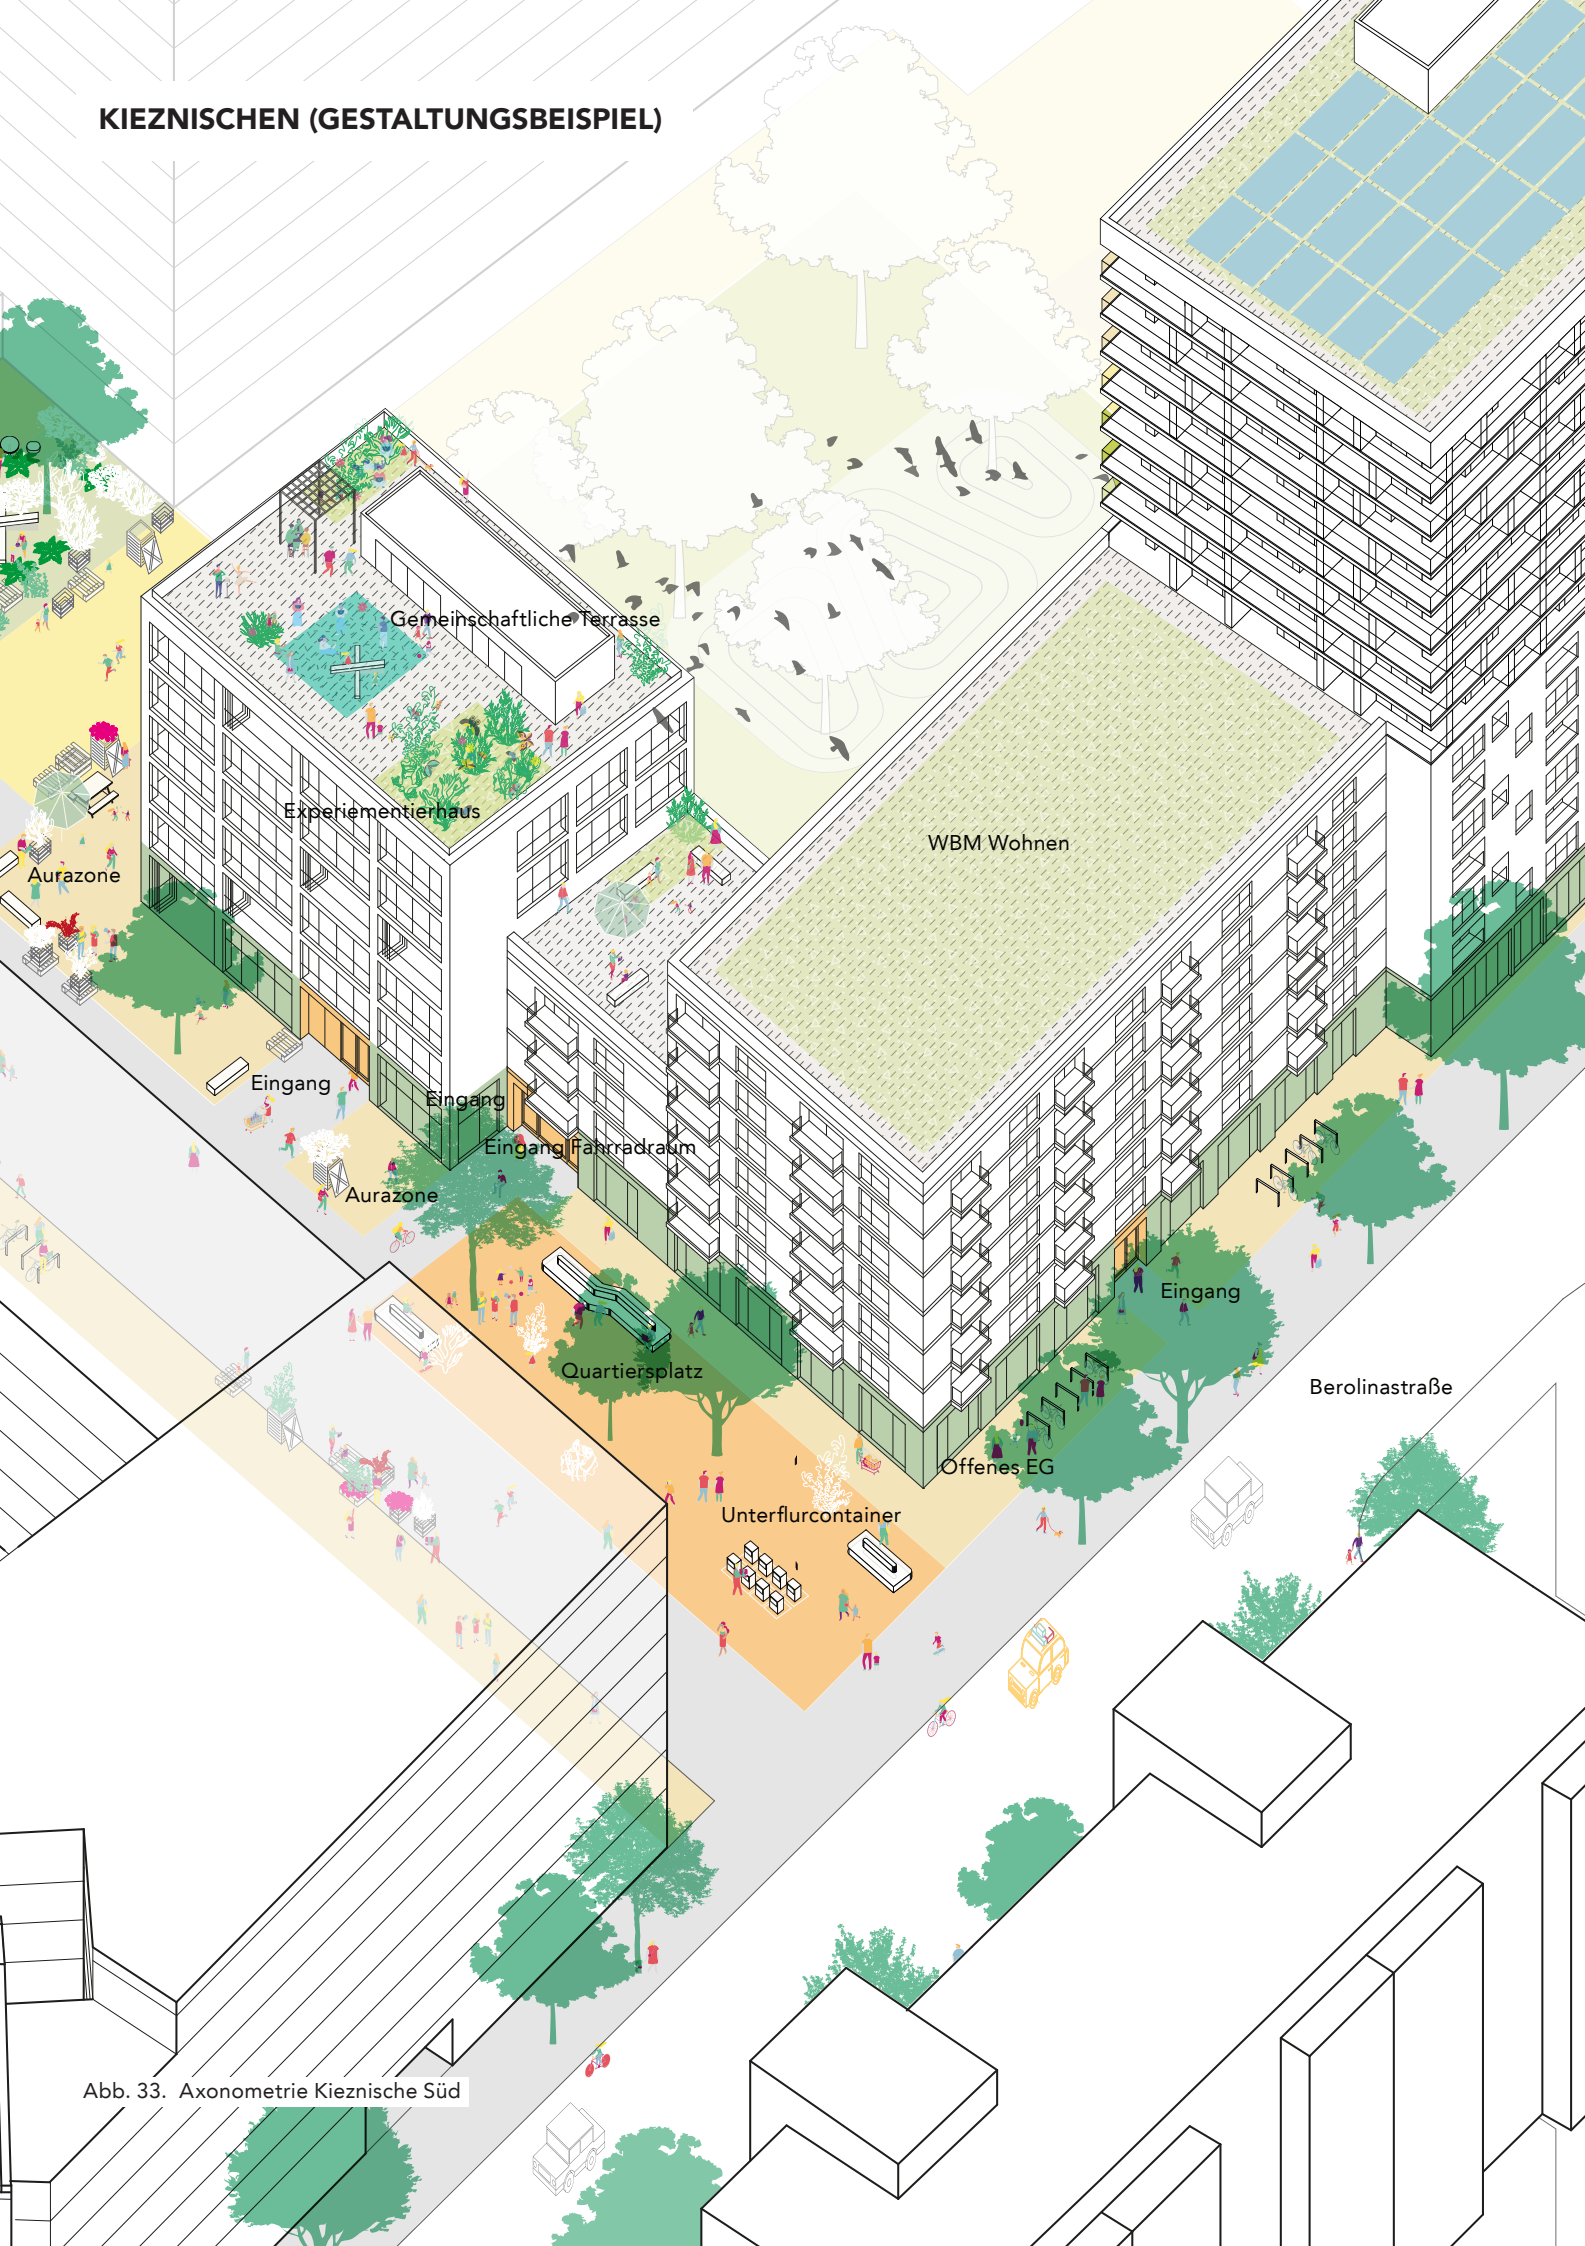 KIEZNISCHEN (GESTALTUNGSBEISPIEL)
Gemeinschaftliche Terrasse
Experiementierhaus
WBM Wohnen
Aurazone
Eingang
Eingang
Eingang Fahrradraum
Aurazone
Eingang
Quartiersplatz
Berolinastraße
Offenes EG
Unterflurcontainer
Abb. 33. Axonometrie Kieznische Süd